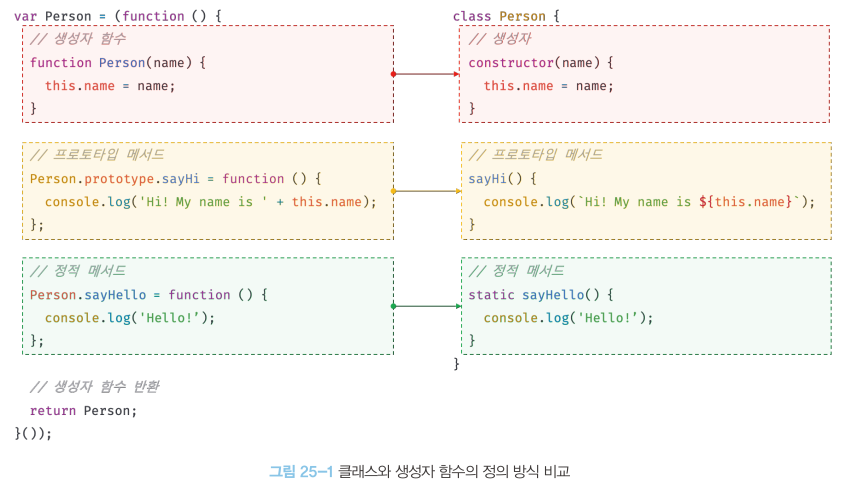 var Person = (function () {
// 생성자 함수
function Person(name) {
this.name = name;
}
// 프로토타입 메서드
Person.prototype.sayHi = function () {
console.log('Hi! My name is ' + this.name);
};
// 정적 메서드
Person.sayHello = function () {
console.log('Hello!’);
};
// 생성자 함수 반환
return Person;
}());
class Person {
// 생성자
constructor(name) {
this.name = name;
}
// 프로토타입 메서드
sayHi() {
console.log(`Hi! My name is ${this.name}`);
}
// 정적 메서드
static sayHello() {
console.log('Hello!’);
}
}
그림 25–1 클래스와 생성자 함수의 정의 방식 비교